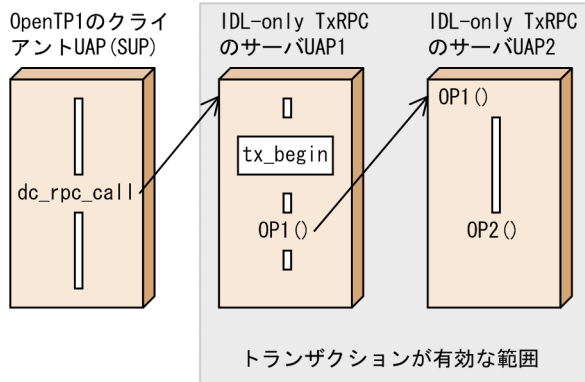 OpenTP1のクライ
アントUAP(SUP)
IDL-only TxRPC
のサーバUAP1
IDL-only TxRPC
のサーバUAP2
dc_rpc_call
tx_begin
OP1()
OP1()
OP2()
トランザクションが有効な範囲